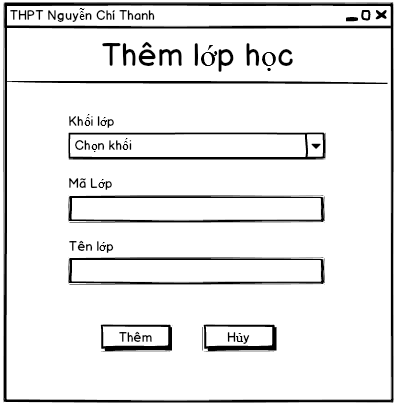 THPT Nguyễn Chí Thanh
Thêm lớp học
Khối lớp
Chọn khối
Mã Lớp
Tên lớp
Thêm
Hủy